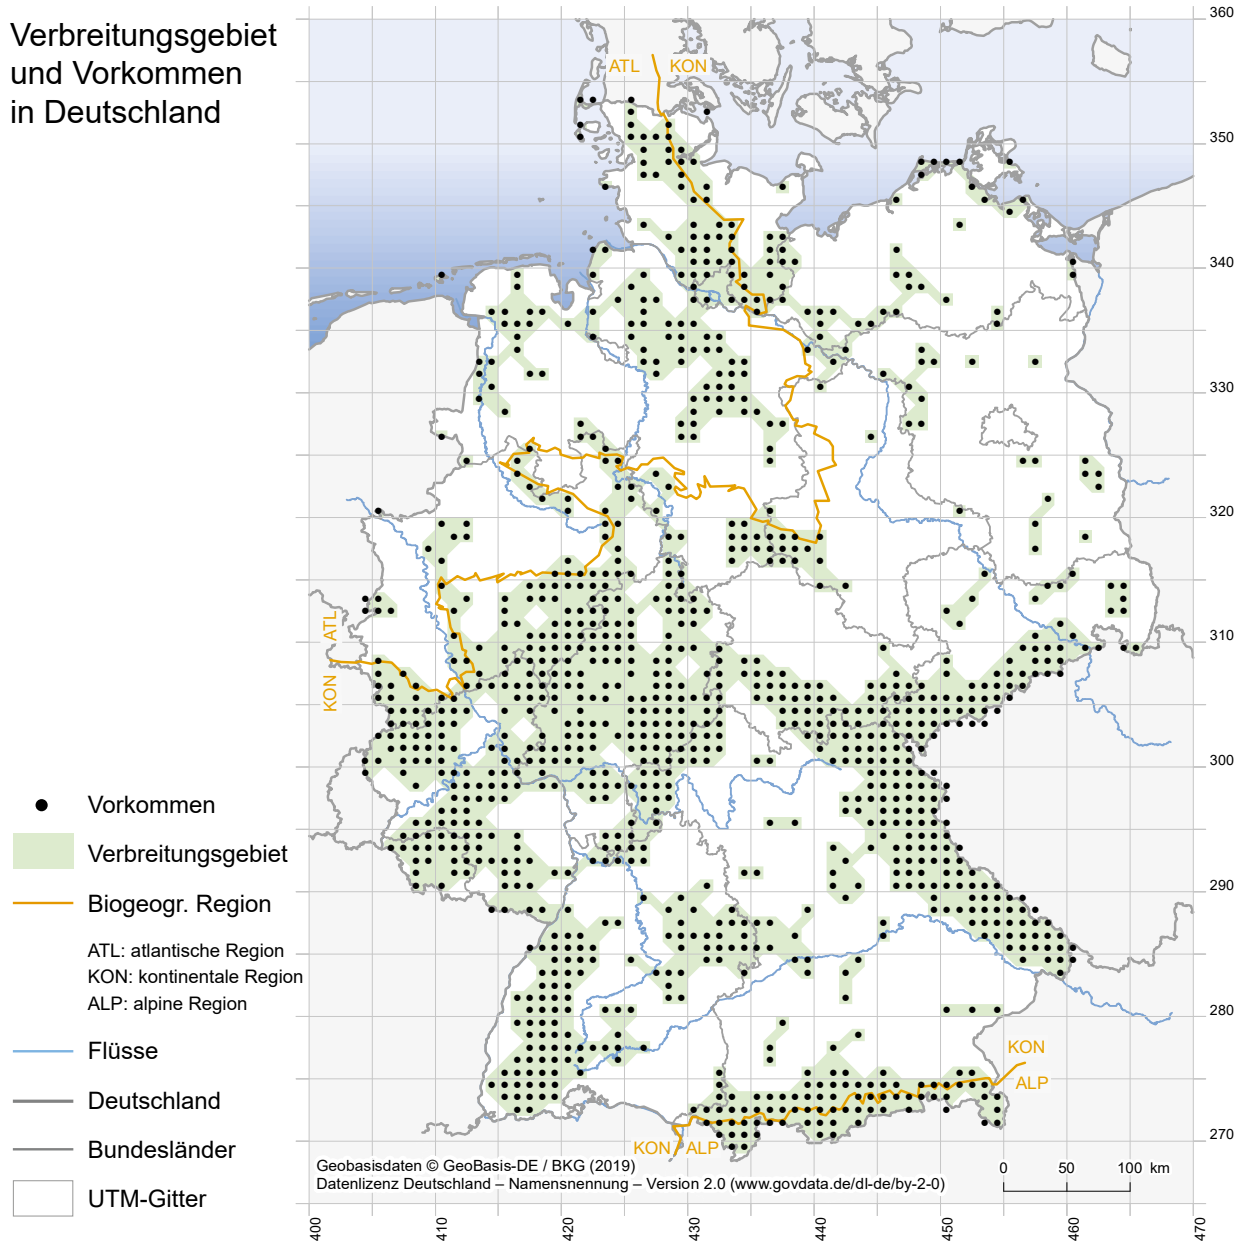 Verbreitungsgebiet
und Vorkommen
in Deutschland
ATL KON
360
350
340
330
320
310
300
290
280
270
ATL
KON
Vorkommen
Verbreitungsgebiet
Biogeogr. Region
ATL: atlantische Region
KON: kontinentale Region
ALP: alpine Region
Flüsse
Deutschland
Bundesländer
UTM-Gitter
KON
ALP
KON ALP
Geobasisdaten © GeoBasis-DE / BKG (2019)
Datenlizenz Deutschland – Namensnennung – Version 2.0 (www.govdata.de/dl-de/by-2-0)
0 50 100 km
400 410 420 430 440 450 460 470